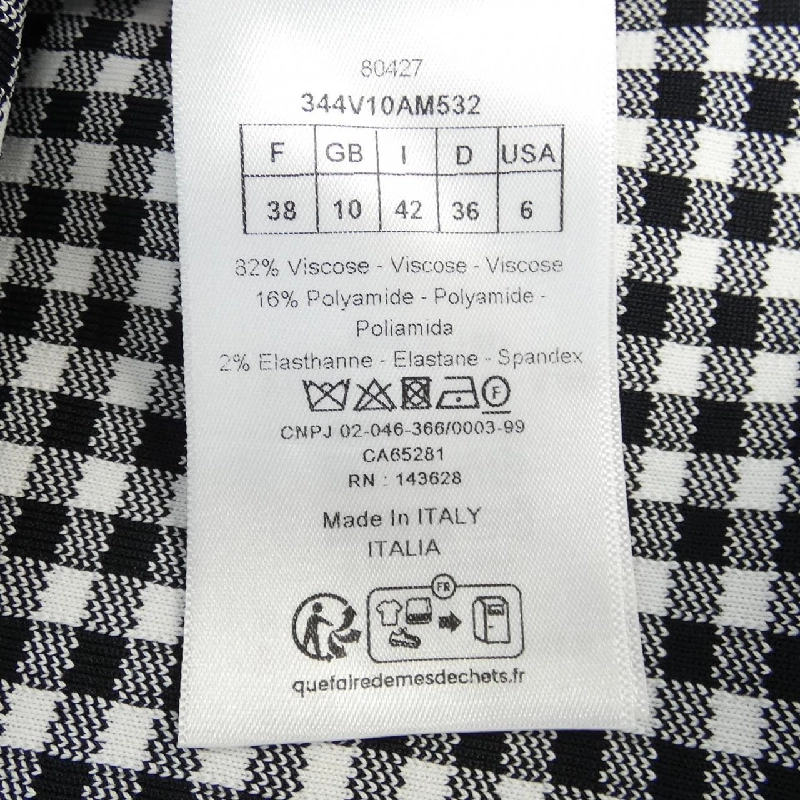 80427
344V10AM532
F GB I D USA
38 10 42 36 6
82% Viscose - Viscose - Viscose
16% Polyamide - Polyamide -
Poliamida
2% Elasthanne - Elastane - Spandex
F
CNPJ 02-046-366/0003-99
CA65281
RN : 143628
Made In ITALY
ITALIA
FR
quefairedemesdechets.fr